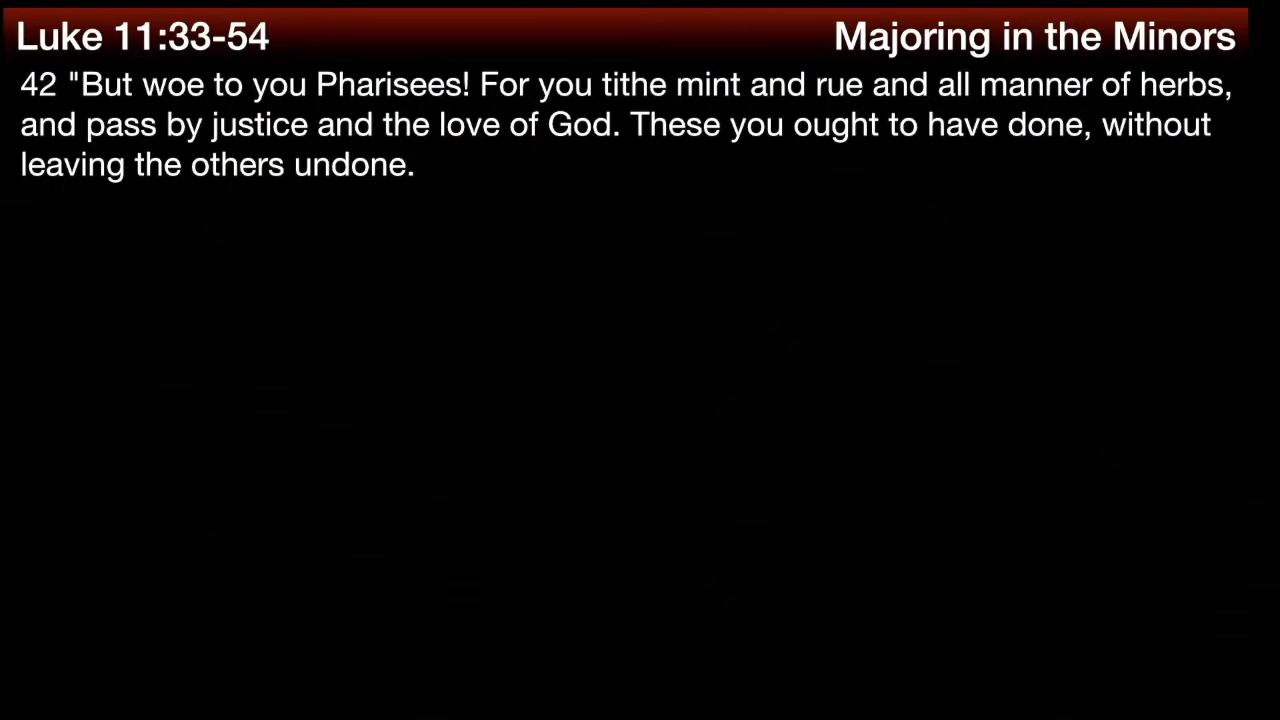 Luke 11:33-54
Majoring in the Minors
42 "But woe to you Pharisees! For you tithe mint and rue and all manner of herbs,
and pass by justice and the love of God. These you ought to have done, without
leaving the others undone.